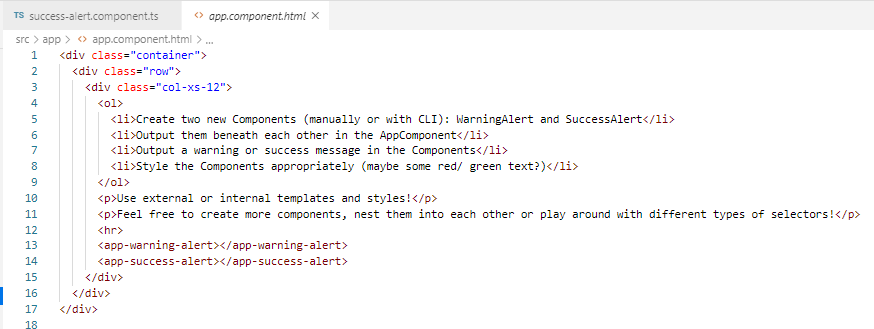 TS success-alert.component.ts <> app.component.html ×
src > app > <> app.component.html > ...
1 <div class="container">
2 <div class="row">
3 <div class="col-xs-12">
4 <ol>
5 <li>Create two new Components (manually or with CLI): WarningAlert and SuccessAlert</li>
6 <li>Output them beneath each other in the AppComponent</li>
7 <li>Output a warning or success message in the Components</li>
8 <li>Style the Components appropriately (maybe some red/ green text?)</li>
9 </ol>
10 <p>Use external or internal templates and styles!</p>
11 <p>Feel free to create more components, nest them into each other or play around with different types of selectors!</p>
12 <hr>
13 <app-warning-alert></app-warning-alert>
14 <app-success-alert></app-success-alert>
15 </div>
16 </div>
17 </div>
18